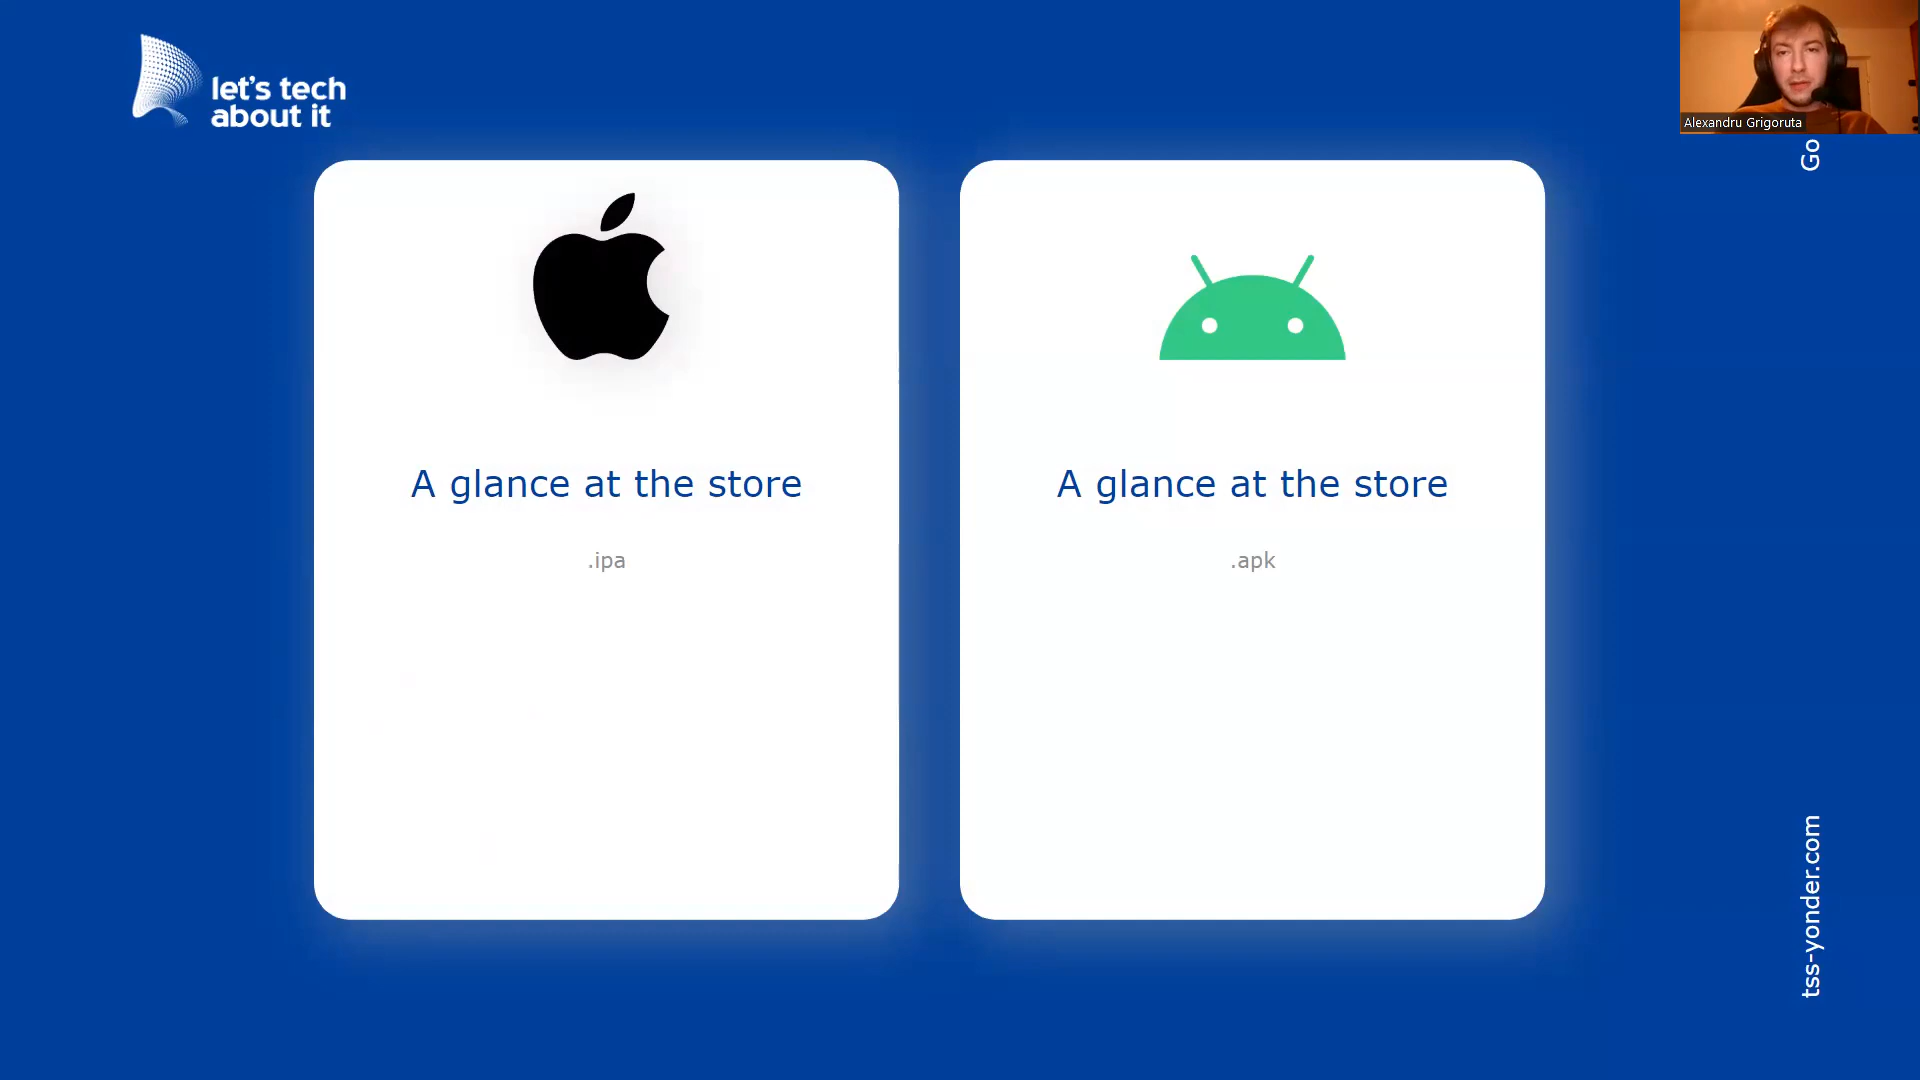 let's tech
about it
Alexandru Grigoruta
Go
A glance at the store
.ipa
A glance at the store
.apk
tss-yonder.com